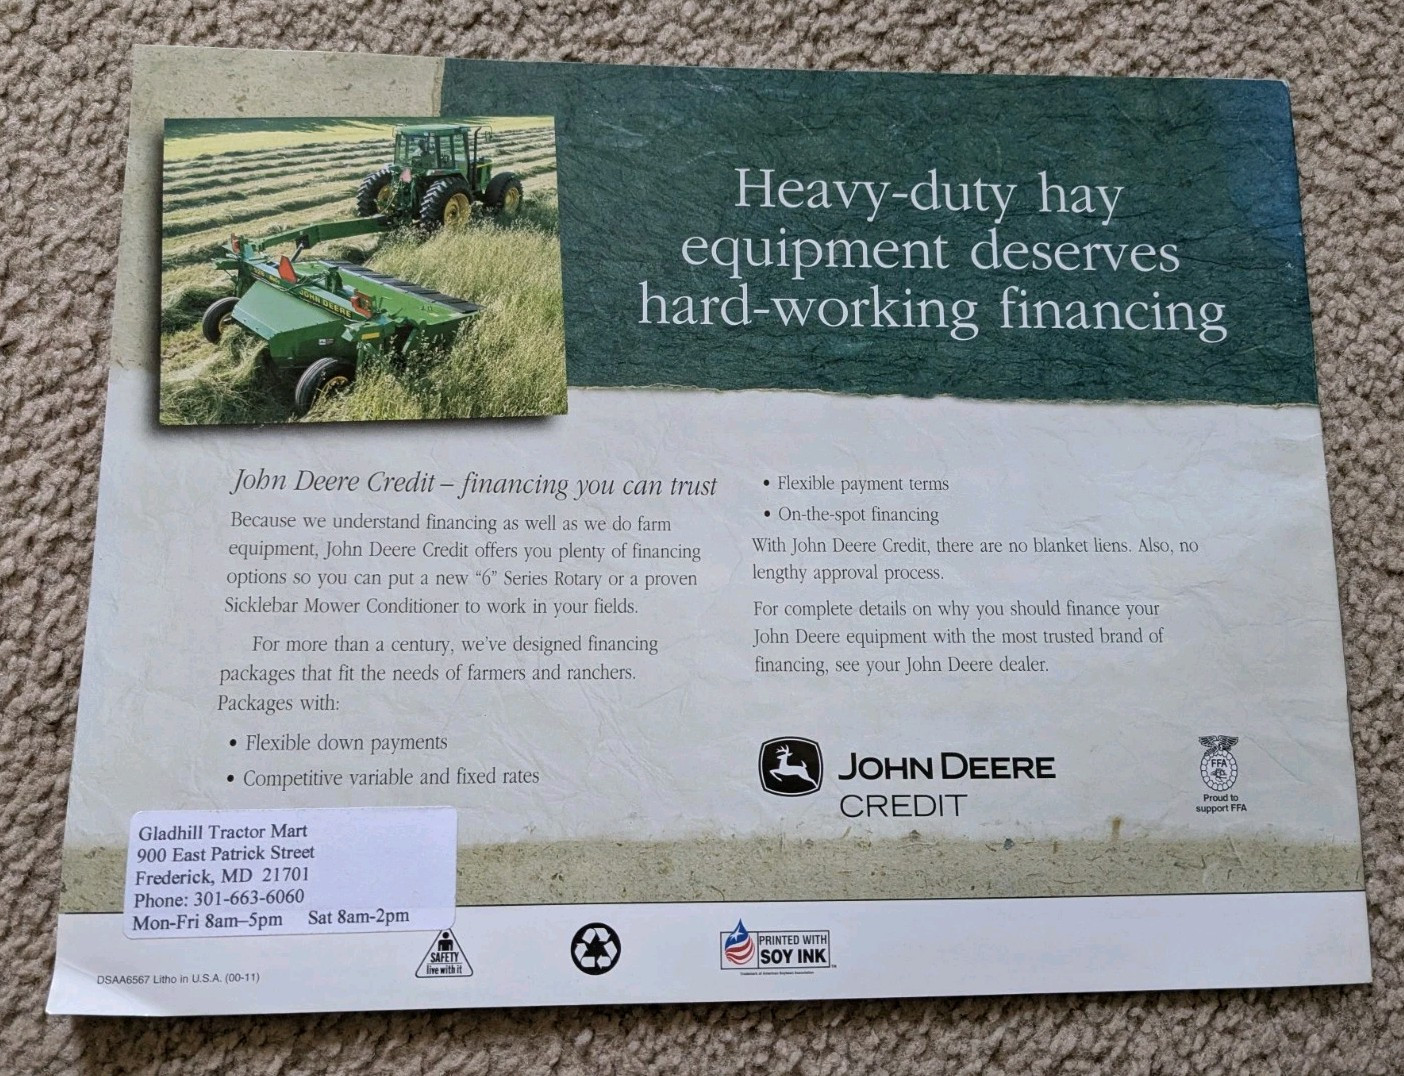 JOHN DEERE
Heavy-duty hay
equipment deserves
hard-working financing
John Deere Credit – financing you can trust
Because we understand financing as well as we do farm
equipment, John Deere Credit offers you plenty of financing
options so you can put a new “6” Series Rotary or a proven
Sicklebar Mower Conditioner to work in your fields.
For more than a century, we’ve designed financing
packages that fit the needs of farmers and ranchers.
Packages with:
• Flexible down payments
• Competitive variable and fixed rates
• Flexible payment terms
• On-the-spot financing
With John Deere Credit, there are no blanket liens. Also, no
lengthy approval process.
For complete details on why you should finance your
John Deere equipment with the most trusted brand of
financing, see your John Deere dealer.
JOHN DEERE
CREDIT
FFA
Proud to
support FFA
Gladhill Tractor Mart
900 East Patrick Street
Frederick, MD 21701
Phone: 301-663-6060
Mon-Fri 8am–5pm Sat 8am-2pm
DSAA6567 Litho in U.S.A. (00-11)
SAFETY
live with it
PRINTED WITH
SOY INK